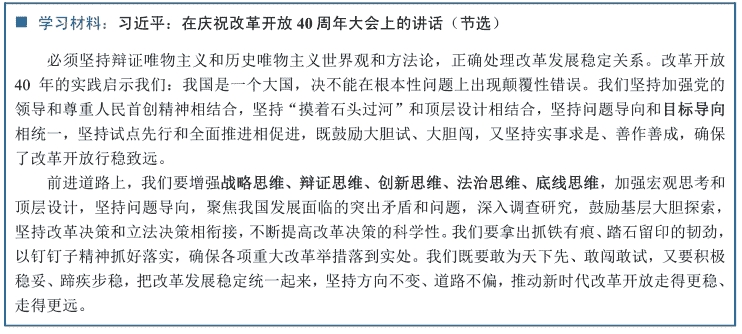 ■ 学习材料：习近平：在庆祝改革开放 40 周年大会上的讲话（节选）
必须坚持辩证唯物主义和历史唯物主义世界观和方法论，正确处理改革发展稳定关系。改革开放
40 年的实践启示我们：我国是一个大国，决不能在根本性问题上出现颠覆性错误。我们坚持加强党的
领导和尊重人民首创精神相结合，坚持“摸着石头过河”和顶层设计相结合，坚持问题导向和目标导向
相统一，坚持试点先行和全面推进相促进，既鼓励大胆试、大胆闯，又坚持实事求是、善作善成，确保
了改革开放行稳致远。
前进道路上，我们要增强战略思维、辩证思维、创新思维、法治思维、底线思维，加强宏观思考和
顶层设计，坚持问题导向，聚焦我国发展面临的突出矛盾和问题，深入调查研究，鼓励基层大胆探索，
坚持改革决策和立法决策相衔接，不断提高改革决策的科学性。我们要拿出抓铁有痕、踏石留印的韧劲，
以钉钉子精神抓好落实，确保各项重大改革举措落到实处。我们既要敢为天下先、敢闯敢试，又要积极
稳妥、蹄疾步稳，把改革发展稳定统一起来，坚持方向不变、道路不偏，推动新时代改革开放走得更稳、
走得更远。